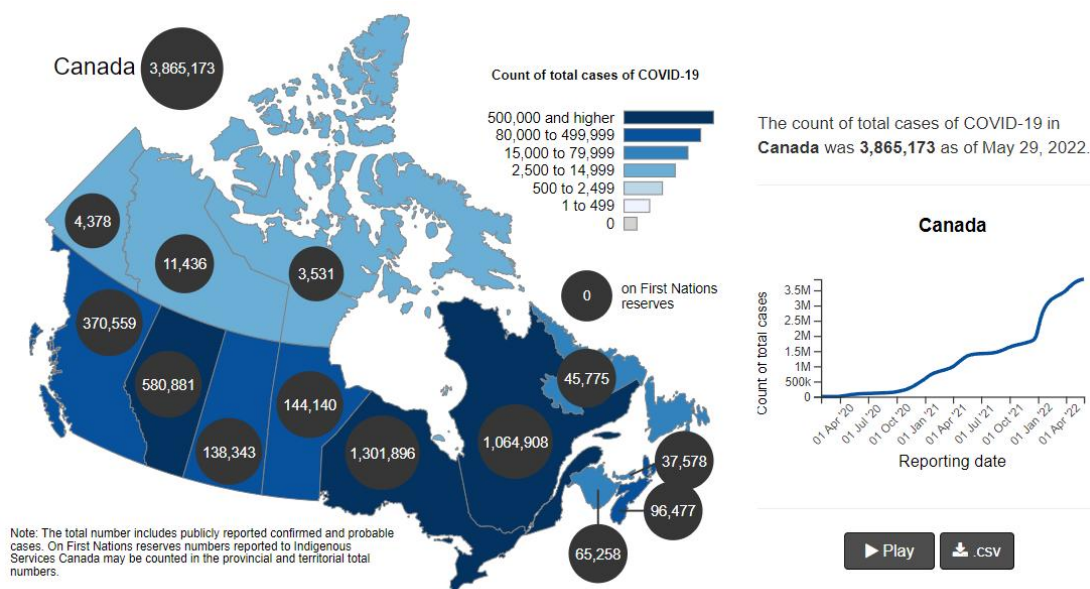 Canada
3,865,173
Count of total cases of COVID-19
500,000 and higher
80,000 to 499,999
15,000 to 79,999
2,500 to 14,999
500 to 2,499
1 to 499
0
4,378
11,436
3,531
0
on First Nations
reserves
370,559
580,881
138,343
144,140
1,301,896
1,064,908
45,775
37,578
96,477
65,258
Note: The total number includes publicly reported confirmed and probable
cases. On First Nations reserves numbers reported to Indigenous
Services Canada may be counted in the provincial and territorial total
numbers.
The count of total cases of COVID-19 in
Canada was 3,865,173 as of May 29, 2022.
Canada
Count of total cases
3.5M
3M
2.5M
2M
1.5M
1M
500k
0
01 Apr '20
01 Jul '20
01 Oct '20
01 Jan '21
01 Apr '21
01 Jul '21
01 Oct '21
01 Jan '22
01 Apr '22
Reporting date
Play
.csv